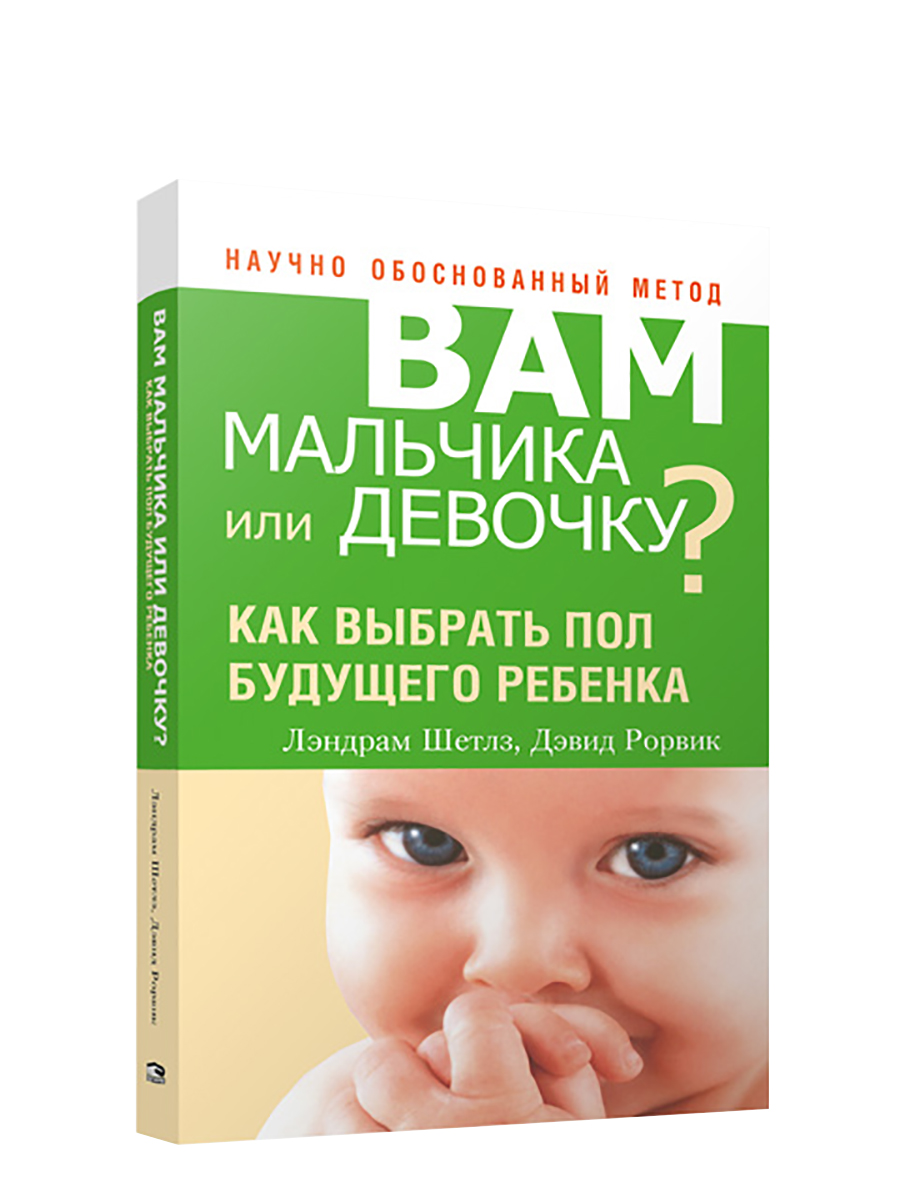 НАУЧНО ОБОСНОВАННЫЙ МЕТОД
ВАМ
МАЛЬЧИКА
ИЛИ ДЕВОЧКУ?
КАК ВЫБРАТЬ ПОЛ
БУДУЩЕГО РЕБЕНКА
Лэндрам Шетлз, Дэвид Рорвик
ВАМ МАЛЬЧИКА ИЛИ ДЕВОЧКУ?
КАК ВЫБРАТЬ ПОЛ БУДУЩЕГО РЕБЕНКА
Лэндрам Шетлз, Дэвид Рорвик